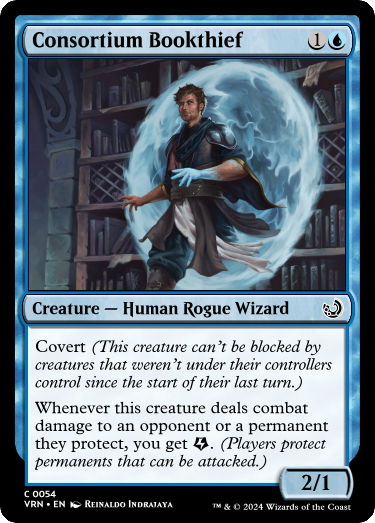 Consortium Bookthief 1
Creature — Human Rogue Wizard
Covert (This creature can't be blocked by
creatures that weren't under their controllers
control since the start of their last turn.)
Whenever this creature deals combat
damage to an opponent or a permanent
they protect, you get . (Players protect
permanents that can be attacked.)
2/1
C 0054
VRN • EN Reinaldo Indrajaya
™ & © 2024 Wizards of the Coast